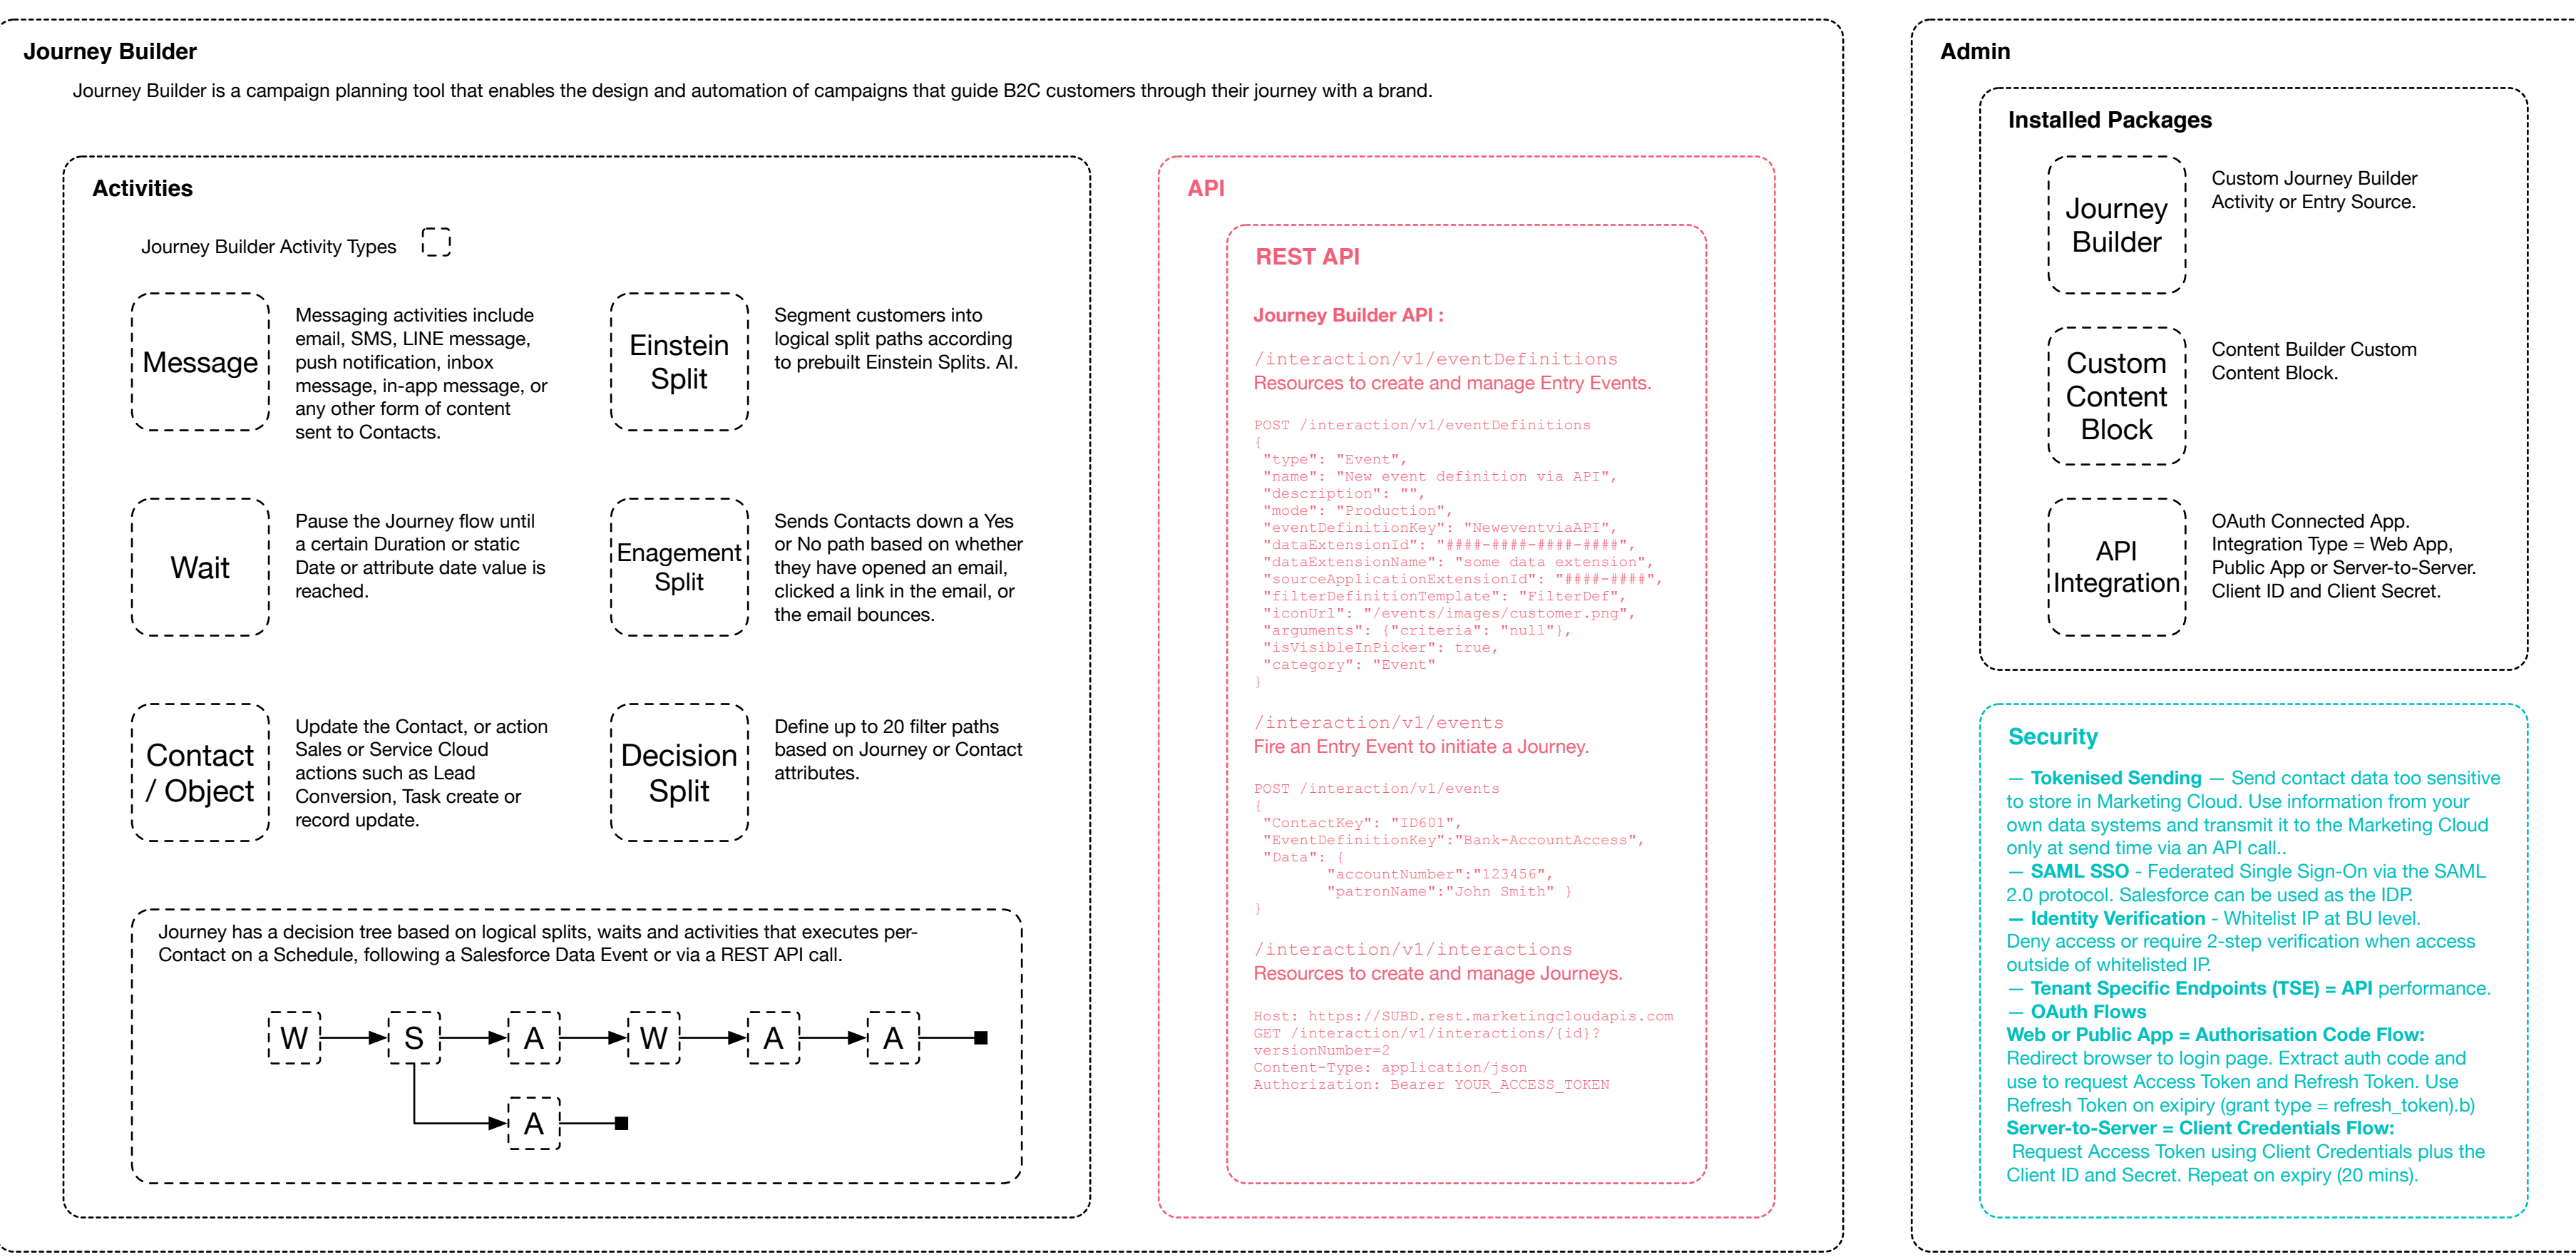 Journey Builder
Journey Builder is a campaign planning tool that enables the design and automation of campaigns that guide B2C customers through their journey with a brand.
Activities
Journey Builder Activity Types
Message
Messaging activities include
email, SMS, LINE message,
push notification, inbox
message, in-app message, or
any other form of content
sent to Contacts.
Einstein
Split
Segment customers into
logical split paths according
to prebuilt Einstein Splits. AI.
Wait
Pause the Journey flow until
a certain Duration or static
Date or attribute date value is
reached.
Enagement
Split
Sends Contacts down a Yes
or No path based on whether
they have opened an email,
clicked a link in the email, or
the email bounces.
Contact
/ Object
Update the Contact, or action
Sales or Service Cloud
actions such as Lead
Conversion, Task create or
record update.
Decision
Split
Define up to 20 filter paths
based on Journey or Contact
attributes.
Journey has a decision tree based on logical splits, waits and activities that executes per-
Contact on a Schedule, following a Salesforce Data Event or via a REST API call.
W S A W A A
A
API
REST API
Journey Builder API :
/interaction/v1/eventDefinitions
Resources to create and manage Entry Events.
POST /interaction/v1/eventDefinitions
{
"type": "Event",
"name": "New event definition via API",
"description": "",
"mode": "Production",
"eventDefinitionKey": "NeweventviaAPI",
"dataExtensionId": "####-####-####-####",
"dataExtensionName": "some data extension",
"sourceApplicationExtensionId": "####-####",
"filterDefinitionTemplate": "FilterDef",
"iconUrl": "/events/images/customer.png",
"arguments": {"criteria": "null"},
"isVisibleInPicker": true,
"category": "Event"
}
/interaction/v1/events
Fire an Entry Event to initiate a Journey.
POST /interaction/v1/events
{
"ContactKey": "ID601",
"EventDefinitionKey":"Bank-AccountAccess",
"Data": {
"accountNumber":"123456",
"patronName":"John Smith" }
}
/interaction/v1/interactions
Resources to create and manage Journeys.
Host: https://SUBD.rest.marketingcloudapis.com
GET /interaction/v1/interactions/{id}?
versionNumber=2
Content-Type: application/json
Authorization: Bearer YOUR_ACCESS_TOKEN
Admin
Installed Packages
Journey
Builder
Custom Journey Builder
Activity or Entry Source.
Custom
Content
Block
Content Builder Custom
Content Block.
API
Integration
OAuth Connected App.
Integration Type = Web App,
Public App or Server-to-Server.
Client ID and Client Secret.
Security
— Tokenised Sending — Send contact data too sensitive
to store in Marketing Cloud. Use information from your
own data systems and transmit it to the Marketing Cloud
only at send time via an API call..
— SAML SSO - Federated Single Sign-On via the SAML
2.0 protocol. Salesforce can be used as the IDP.
— Identity Verification - Whitelist IP at BU level.
Deny access or require 2-step verification when access
outside of whitelisted IP.
— Tenant Specific Endpoints (TSE) = API performance.
— OAuth Flows
Web or Public App = Authorisation Code Flow:
Redirect browser to login page. Extract auth code and
use to request Access Token and Refresh Token. Use
Refresh Token on exipiry (grant type = refresh_token).b)
Server-to-Server = Client Credentials Flow:
Request Access Token using Client Credentials plus the
Client ID and Secret. Repeat on expiry (20 mins).